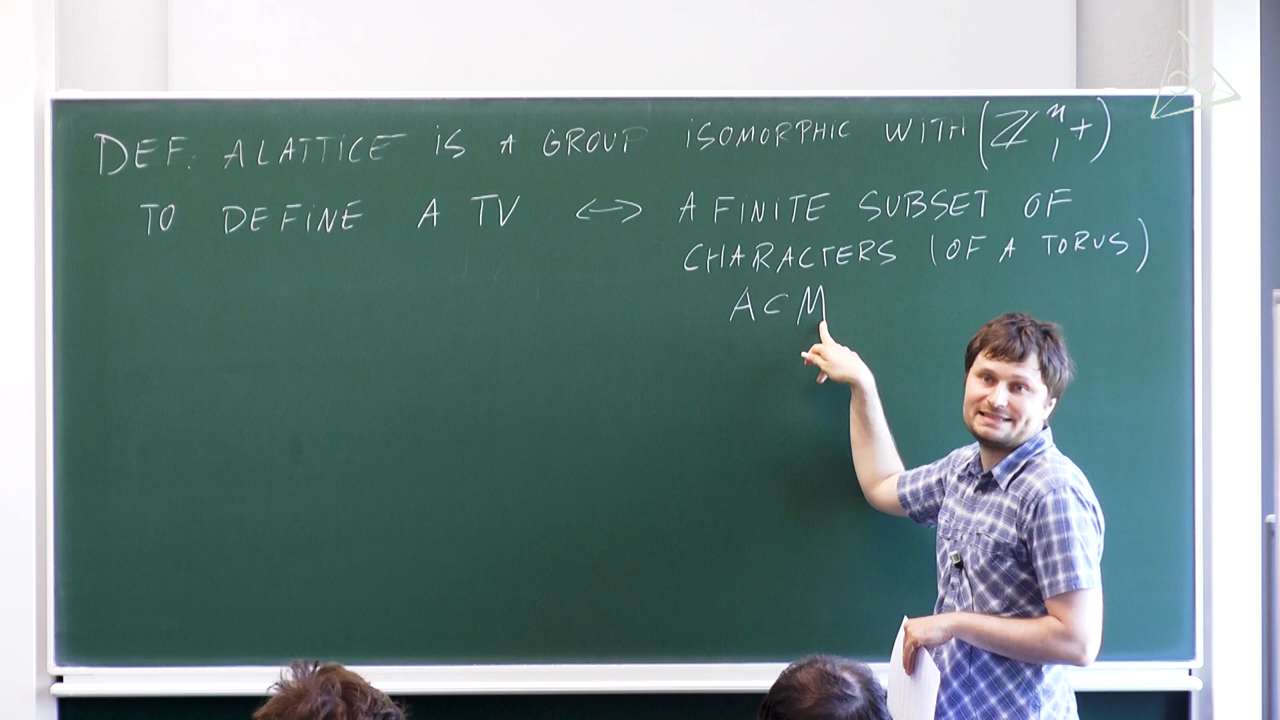 DEF: A LATTICE IS A GROUP ISOMORPHIC WITH (ℤⁿ, +)
TO DEFINE A TV ↔ A FINITE SUBSET OF
CHARACTERS (OF A TORUS)
A ⊂ M